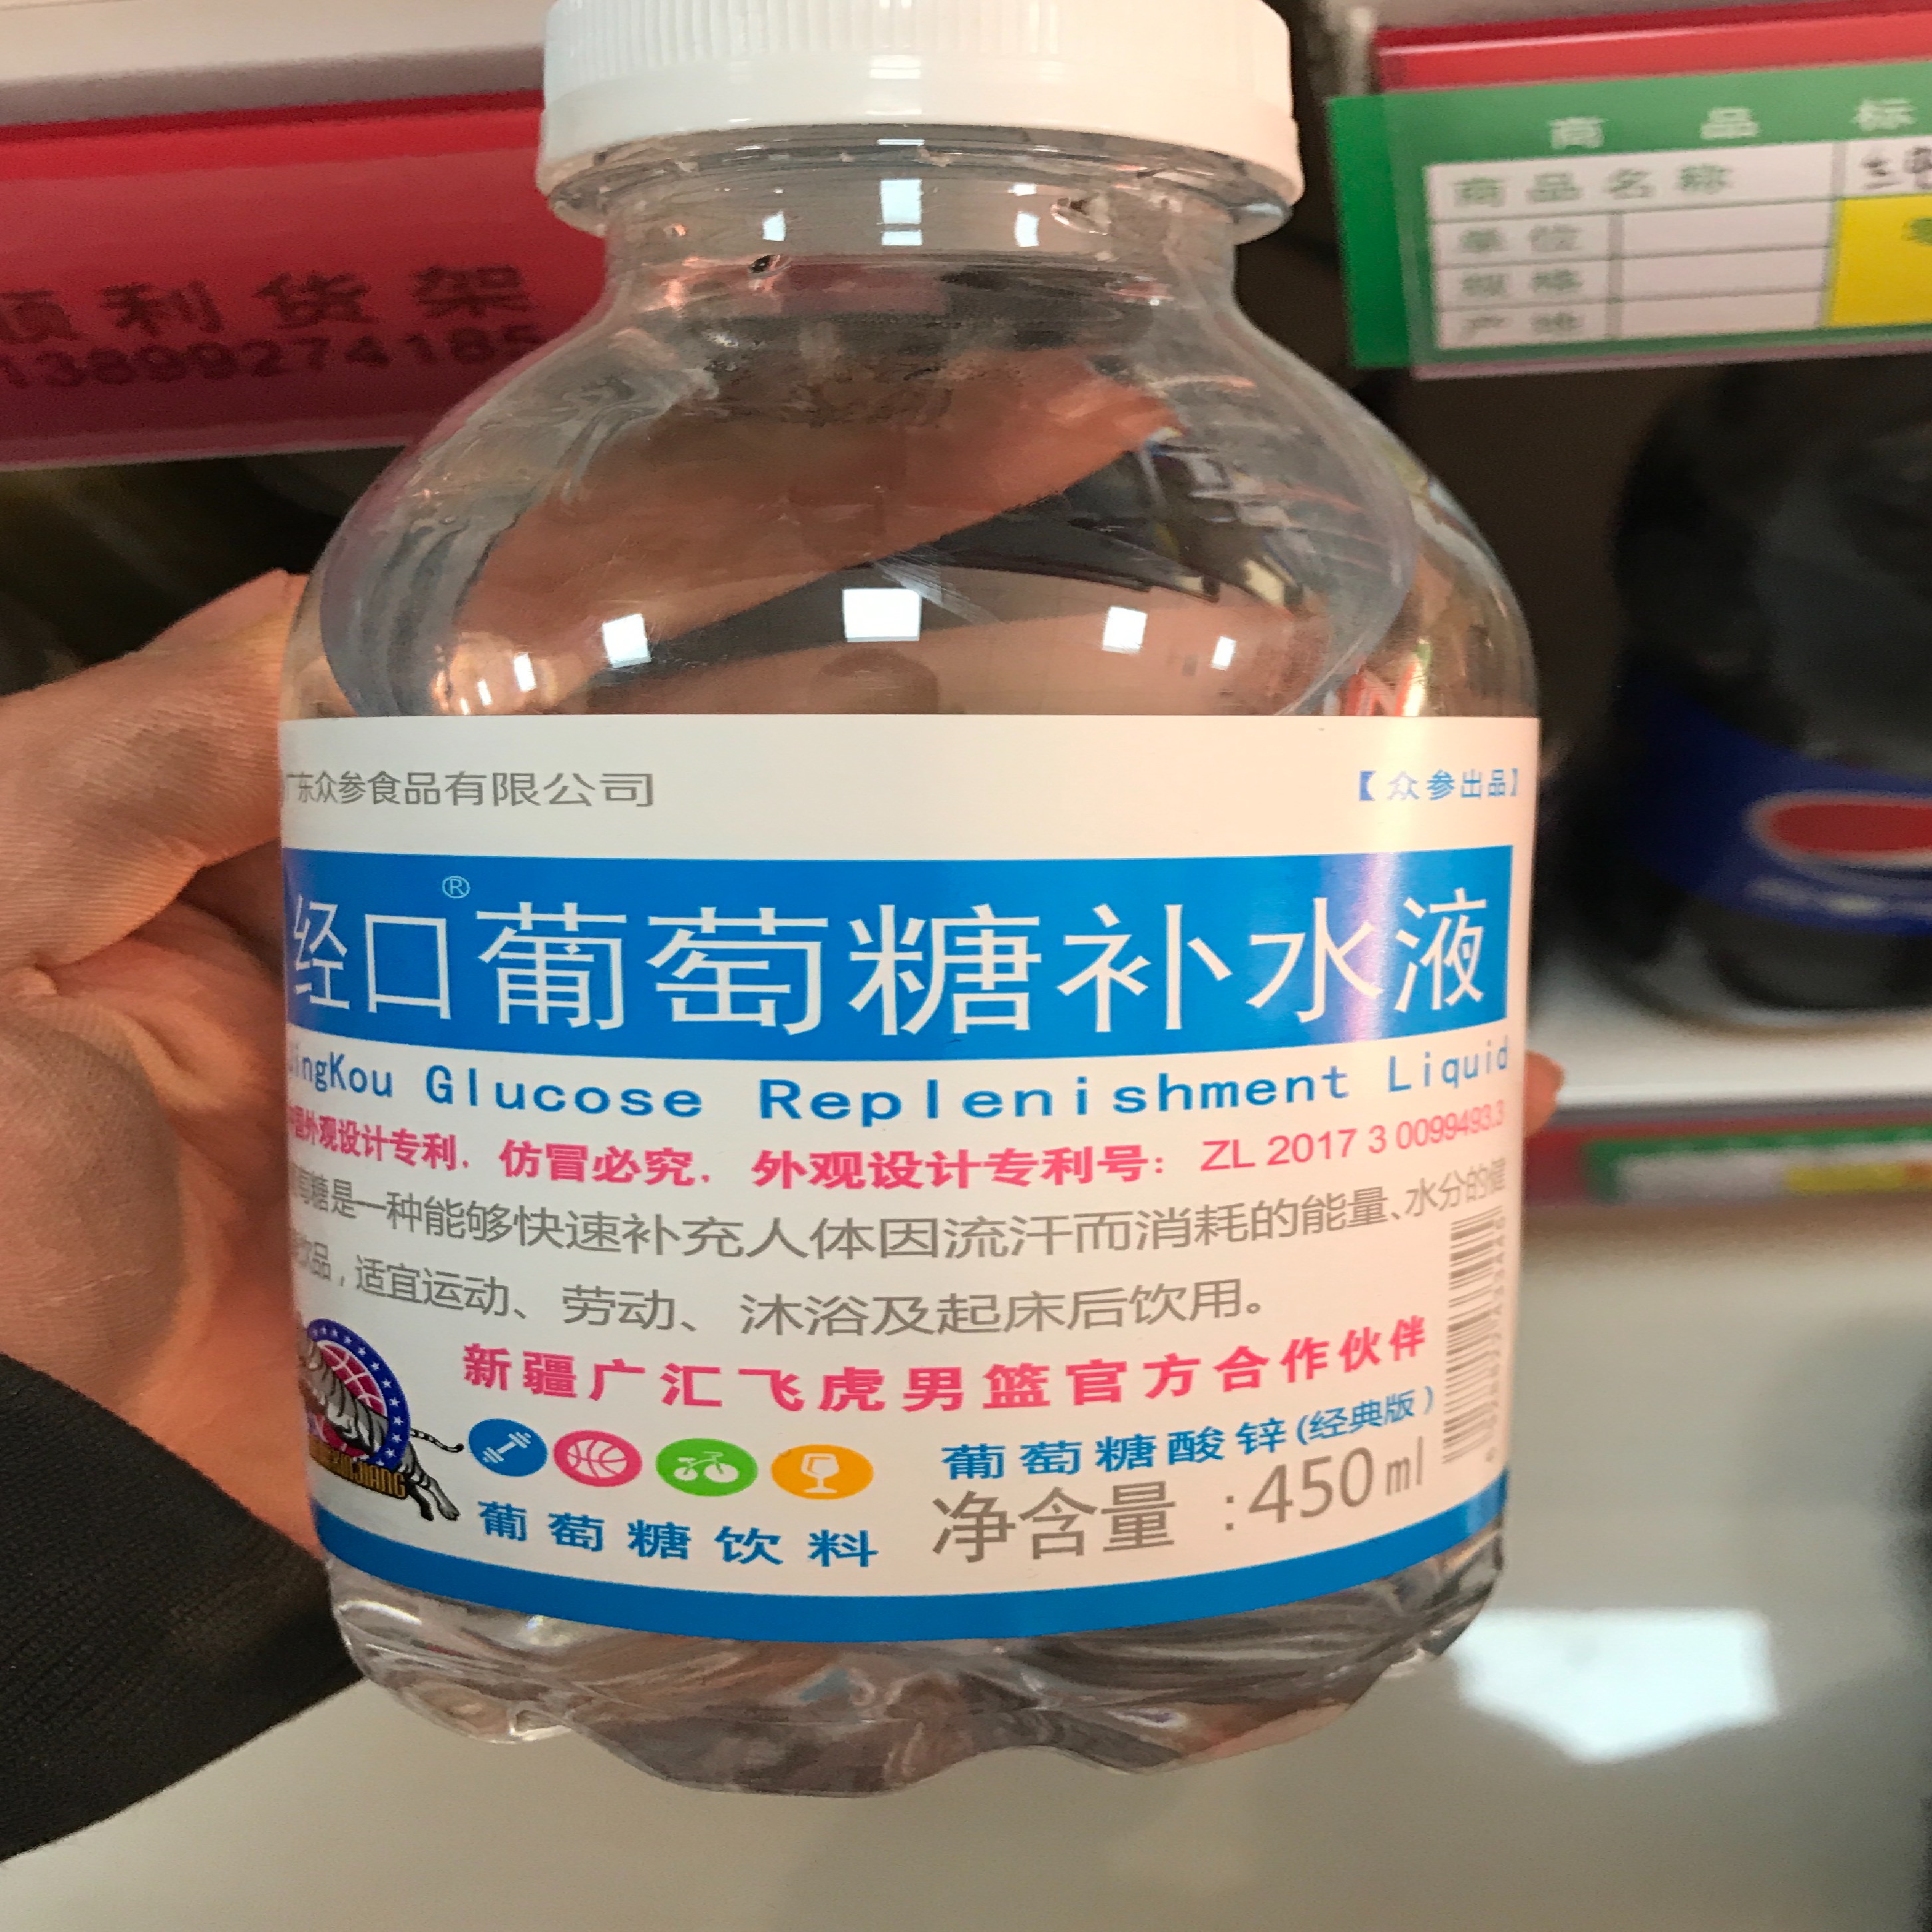 商品标
商品名称
单位
规格
产地
顺利货架
13899274185
广东众参食品有限公司
【众参出品】
经口®葡萄糖补水液
JingKou Glucose Replenishment Liquid
中国外观设计专利，仿冒必究，外观设计专利号：ZL 2017 3 0099493.3
葡萄糖是一种能够快速补充人体因流汗而消耗的能量、水分的健
饮品，适宜运动、劳动、沐浴及起床后饮用。
新疆广汇飞虎男篮官方合作伙伴
葡萄糖酸锌(经典版)
净含量:450ml
葡萄糖饮料